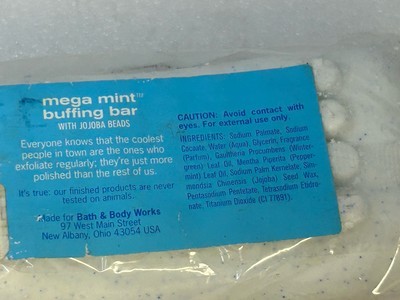 mega mint™
buffing bar
WITH JOJOBA BEADS
Everyone knows that the coolest
people in town are the ones who
exfoliate regularly; they're just more
polished than the rest of us.
It's true: our finished products are never
tested on animals.
Made for Bath & Body Works
97 West Main Street
New Albany, Ohio 43054 USA
CAUTION: Avoid contact with
eyes. For external use only.
INGREDIENTS: Sodium Palmate, Sodium
Cocoate, Water (Aqua), Glycerin, Fragrance
(Parfum), Gaultheria Procumbens (Winter-
green) Leaf Oil, Mentha Piperita (Pepper-
mint) Leaf Oil, Sodium Palm Kernelate, Sim-
mondsia Chinensis (Jojoba) Seed Wax,
Pentasodium Pentetate, Tetrasodium Etidro-
nate, Titanium Dioxide (CI 77891).